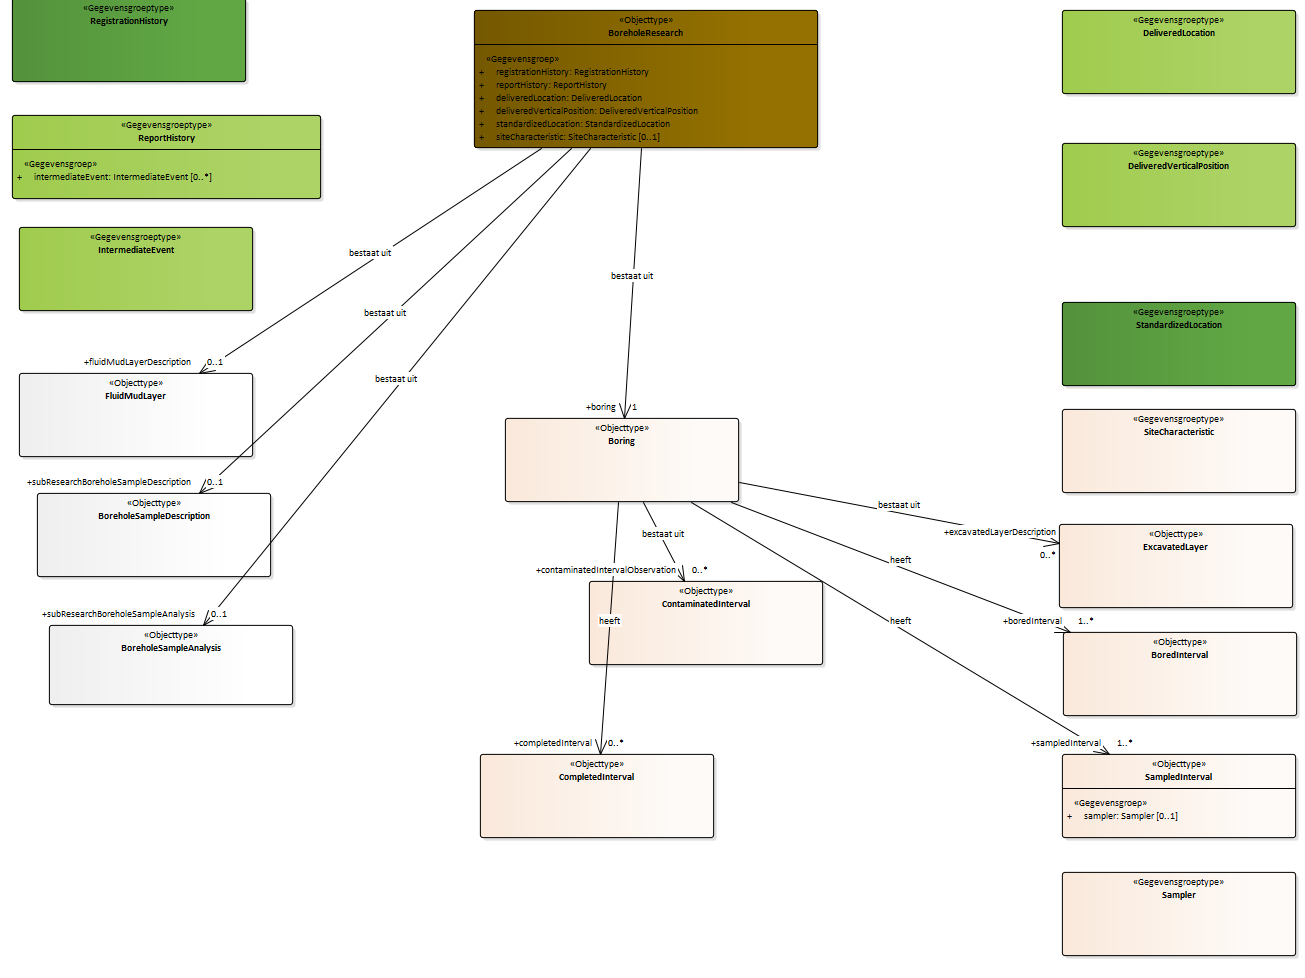 «Gegevensgroeptype»
RegistrationHistory
«Gegevensgroeptype»
ReportHistory
«Gegevensgroep»
+ intermediateEvent: IntermediateEvent [0..*]
«Gegevensgroeptype»
IntermediateEvent
«Objecttype»
BoreholeResearch
«Gegevensgroep»
+ registrationHistory: RegistrationHistory
+ reportHistory: ReportHistory
+ deliveredLocation: DeliveredLocation
+ deliveredVerticalPosition: DeliveredVerticalPosition
+ standardizedLocation: StandardizedLocation
+ siteCharacteristic: SiteCharacteristic [0..1]
«Gegevensgroeptype»
DeliveredLocation
«Gegevensgroeptype»
DeliveredVerticalPosition
«Gegevensgroeptype»
StandardizedLocation
«Gegevensgroeptype»
SiteCharacteristic
bestaat uit
bestaat uit
bestaat uit
bestaat uit
+fluidMudLayerDescription 0..1
«Objecttype»
FluidMudLayer
+subResearchBoreholeSampleDescription 0..1
«Objecttype»
BoreholeSampleDescription
+subResearchBoreholeSampleAnalysis 0..1
«Objecttype»
BoreholeSampleAnalysis
+boring 1
«Objecttype»
Boring
bestaat uit
+excavatedLayerDescription
0..*
«Objecttype»
ExcavatedLayer
bestaat uit
+contaminatedIntervalObservation 0..*
«Objecttype»
ContaminatedInterval
heeft
+boredInterval 1..*
«Objecttype»
BoredInterval
heeft
heeft
+completedInterval 0..*
«Objecttype»
CompletedInterval
+sampledInterval 1..*
«Objecttype»
SampledInterval
«Gegevensgroep»
+ sampler: Sampler [0..1]
«Gegevensgroeptype»
Sampler